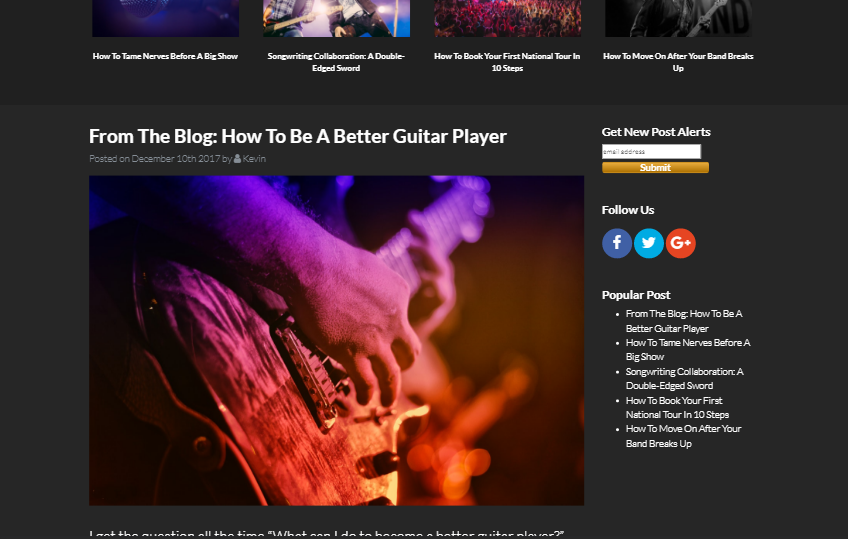 How To Tame Nerves Before A Big Show
Songwriting Collaboration: A Double-
Edged Sword
How To Book Your First National Tour In
10 Steps
How To Move On After Your Band Breaks
Up
From The Blog: How To Be A Better Guitar Player
Posted on December 10th 2017 by Kevin
I get the question all the time “What can I do to become a better guitar player?”
Get New Post Alerts
email address
Submit
Follow Us
f
G+
Popular Post
• From The Blog: How To Be A
Better Guitar Player
• How To Tame Nerves Before A
Big Show
• Songwriting Collaboration: A
Double-Edged Sword
• How To Book Your First
National Tour In 10 Steps
• How To Move On After Your
Band Breaks Up